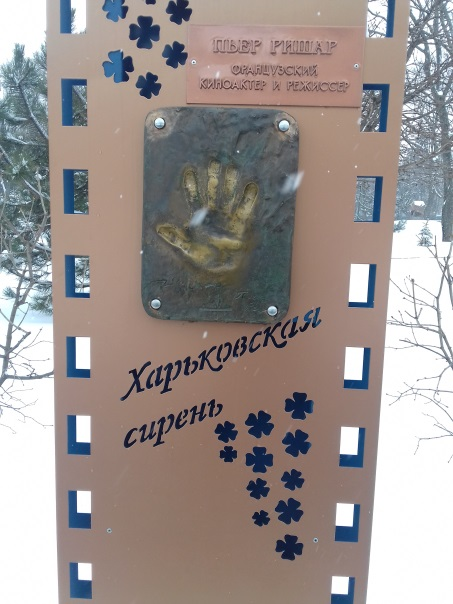 ПЬЕР РИШАР
ФРАНЦУЗСКИЙ
КИНОАКТЕР И РЕЖИССЕР
Харьковская
сирень